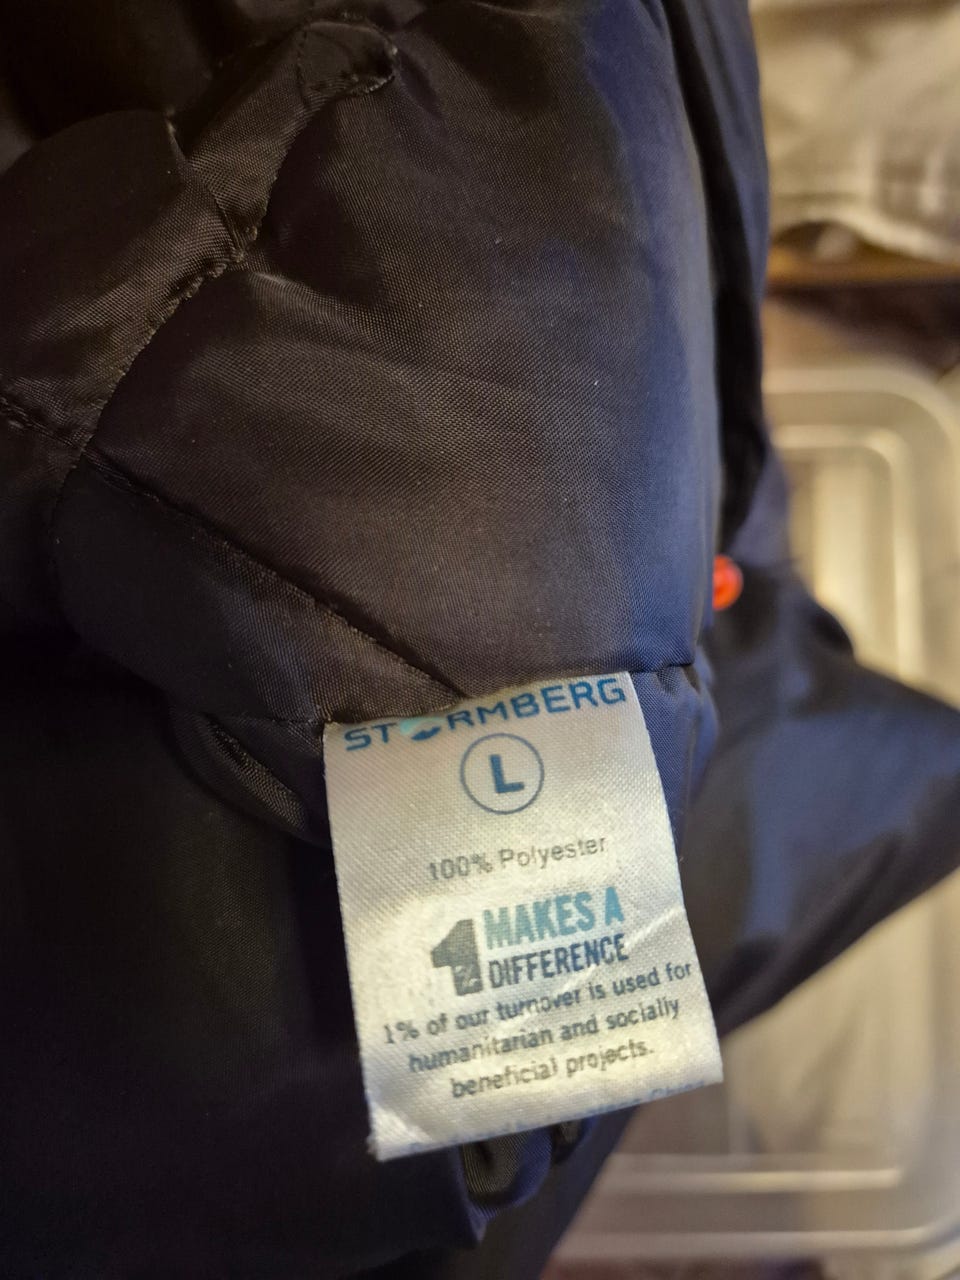 STORMBERG
L
100% Polyester
1% MAKES A
DIFFERENCE
1% of our turnover is used for
humanitarian and socially
beneficial projects.